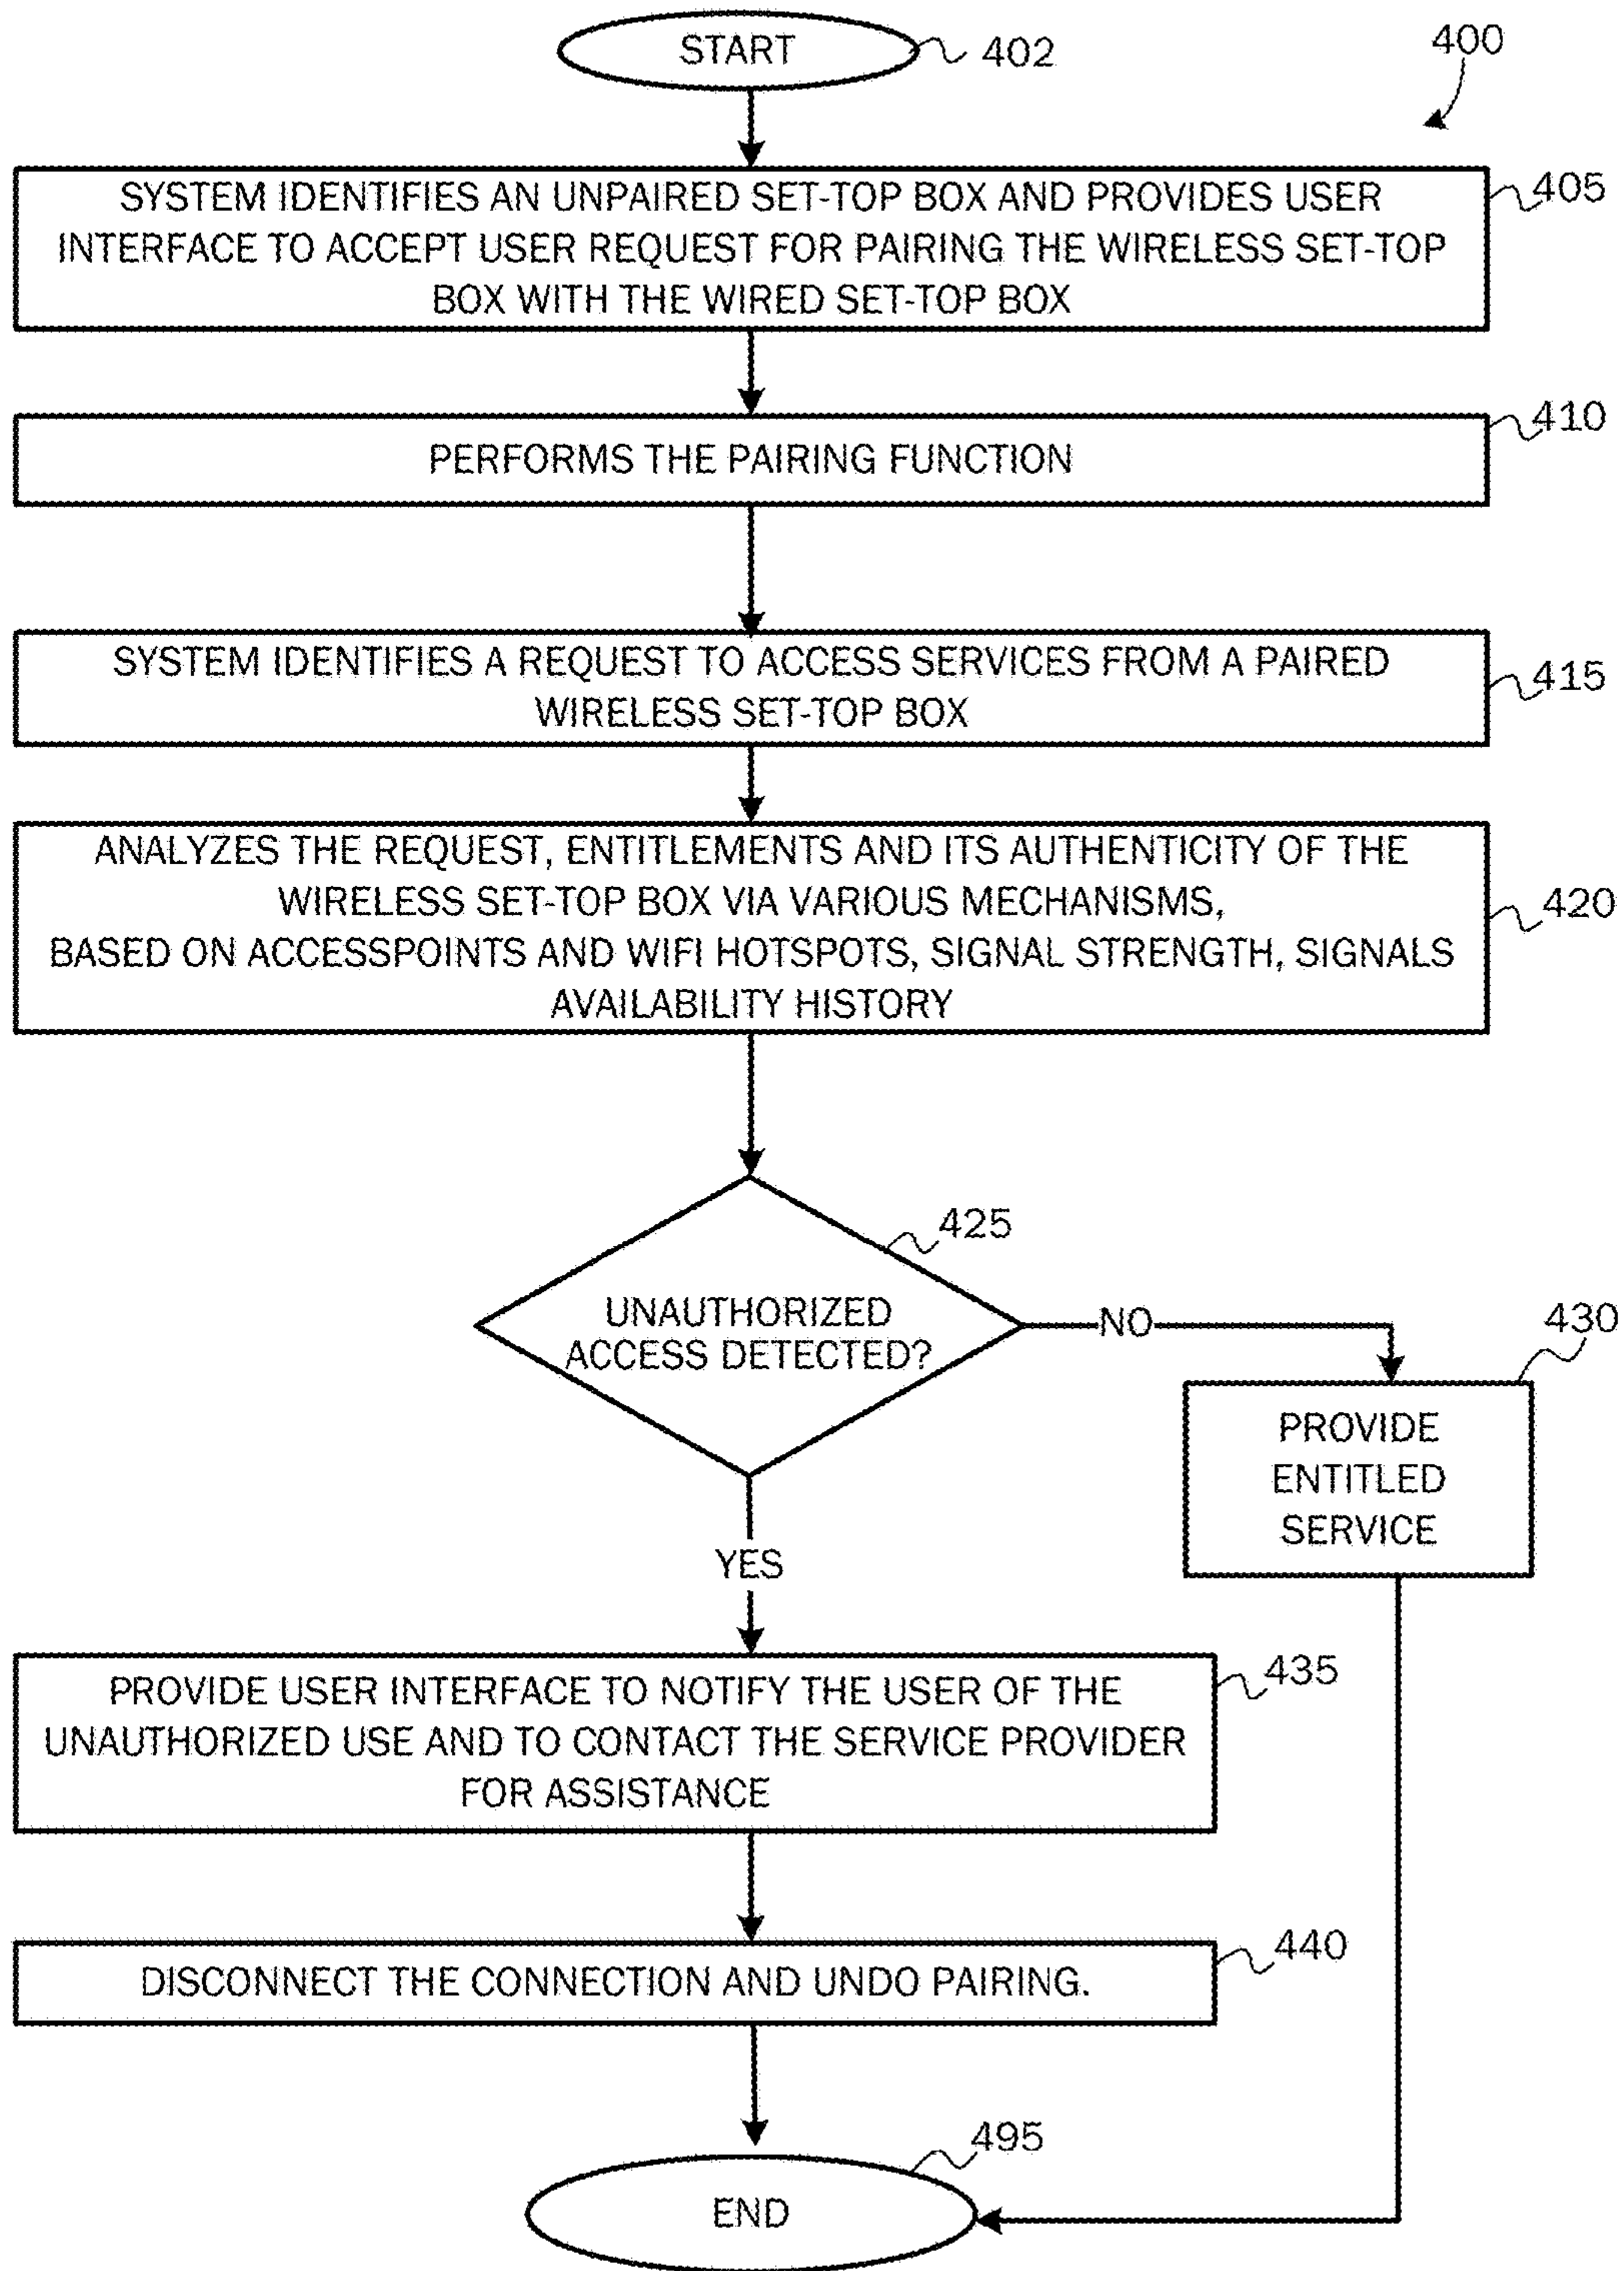 START
402
400
SYSTEM IDENTIFIES AN UNPAIRED SET-TOP BOX AND PROVIDES USER
INTERFACE TO ACCEPT USER REQUEST FOR PAIRING THE WIRELESS SET-TOP
BOX WITH THE WIRED SET-TOP BOX
405
PERFORMS THE PAIRING FUNCTION
410
SYSTEM IDENTIFIES A REQUEST TO ACCESS SERVICES FROM A PAIRED
WIRELESS SET-TOP BOX
415
ANALYZES THE REQUEST, ENTITLEMENTS AND ITS AUTHENTICITY OF THE
WIRELESS SET-TOP BOX VIA VARIOUS MECHANISMS,
BASED ON ACCESSPOINTS AND WIFI HOTSPOTS, SIGNAL STRENGTH, SIGNALS
AVAILABILITY HISTORY
420
UNAUTHORIZED
ACCESS DETECTED?
425
NO
430
PROVIDE
ENTITLED
SERVICE
YES
PROVIDE USER INTERFACE TO NOTIFY THE USER OF THE
UNAUTHORIZED USE AND TO CONTACT THE SERVICE PROVIDER
FOR ASSISTANCE
435
DISCONNECT THE CONNECTION AND UNDO PAIRING.
440
END
495